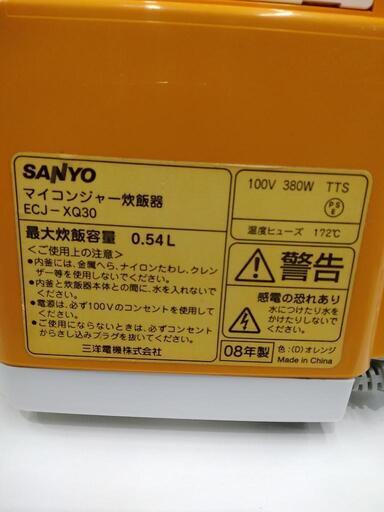 SANYO
マイコンジャー炊飯器
ECJ-XQ30
最大炊飯容量 0.54L
<ご使用上の注意>
●内釜には、金属へら、ナイロンたわし、クレン
ザー等を使用しないでください。
●内釜と炊飯器本体との間に、水を入れないで
ください。
●電源は、必ず100Vのコンセントを使用して
ください。
●ご使用にならないときは、必ずコンセント
からさし込みプラグを抜いてください。
三洋電機株式会社
100V 380W TTS
PS
E
温度ヒューズ 172℃
警告
感電の恐れあり
水につけたり水を
かけたりしないで
ください。
08年製
色:(D)オレンジ
Made in China